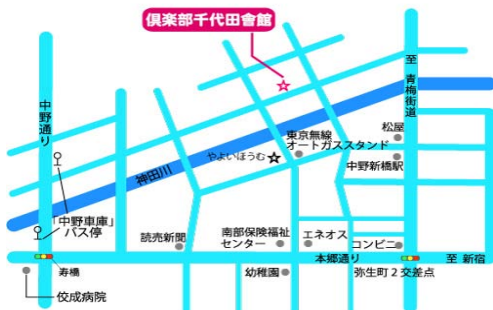 倶楽部千代田會館
至
青梅街道
中野通り
松屋
東京無線
オートガススタンド
やよいほうむ
中野新橋駅
神田川
「中野車庫」
バス停
読売新聞
南部保険福祉
センター
エネオス
コンビニ
本郷通り
至 新宿
寿橋
幼稚園
弥生町2交差点
佼成病院